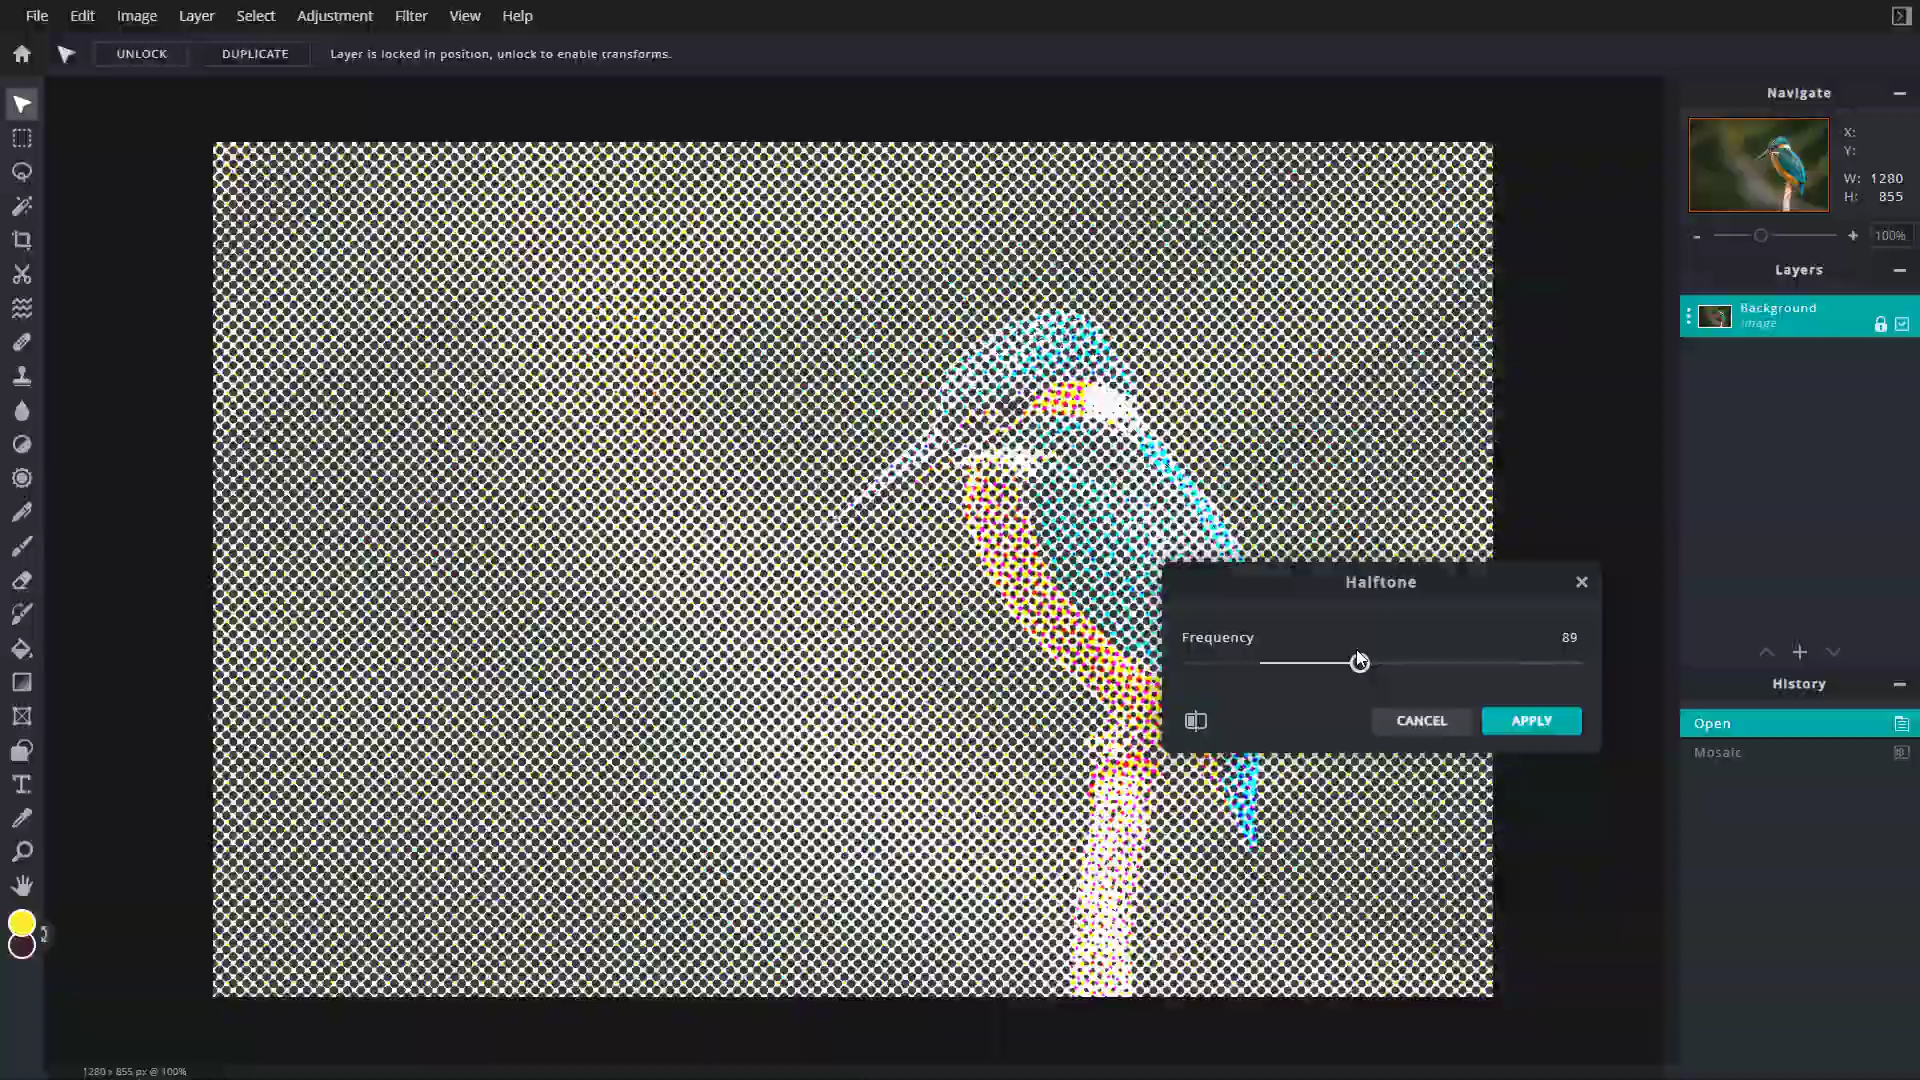 File Edit Image Layer Select Adjustment Filter View Help
UNLOCK DUPLICATE Layer is locked in position, unlock to enable transforms.
Navigate
X:
Y:
W: 1280
H: 855
100%
Layers
Background
Image
Halftone
Frequency 89
CANCEL APPLY
History
Open
Mosaic
1280 x 855 px @ 100%